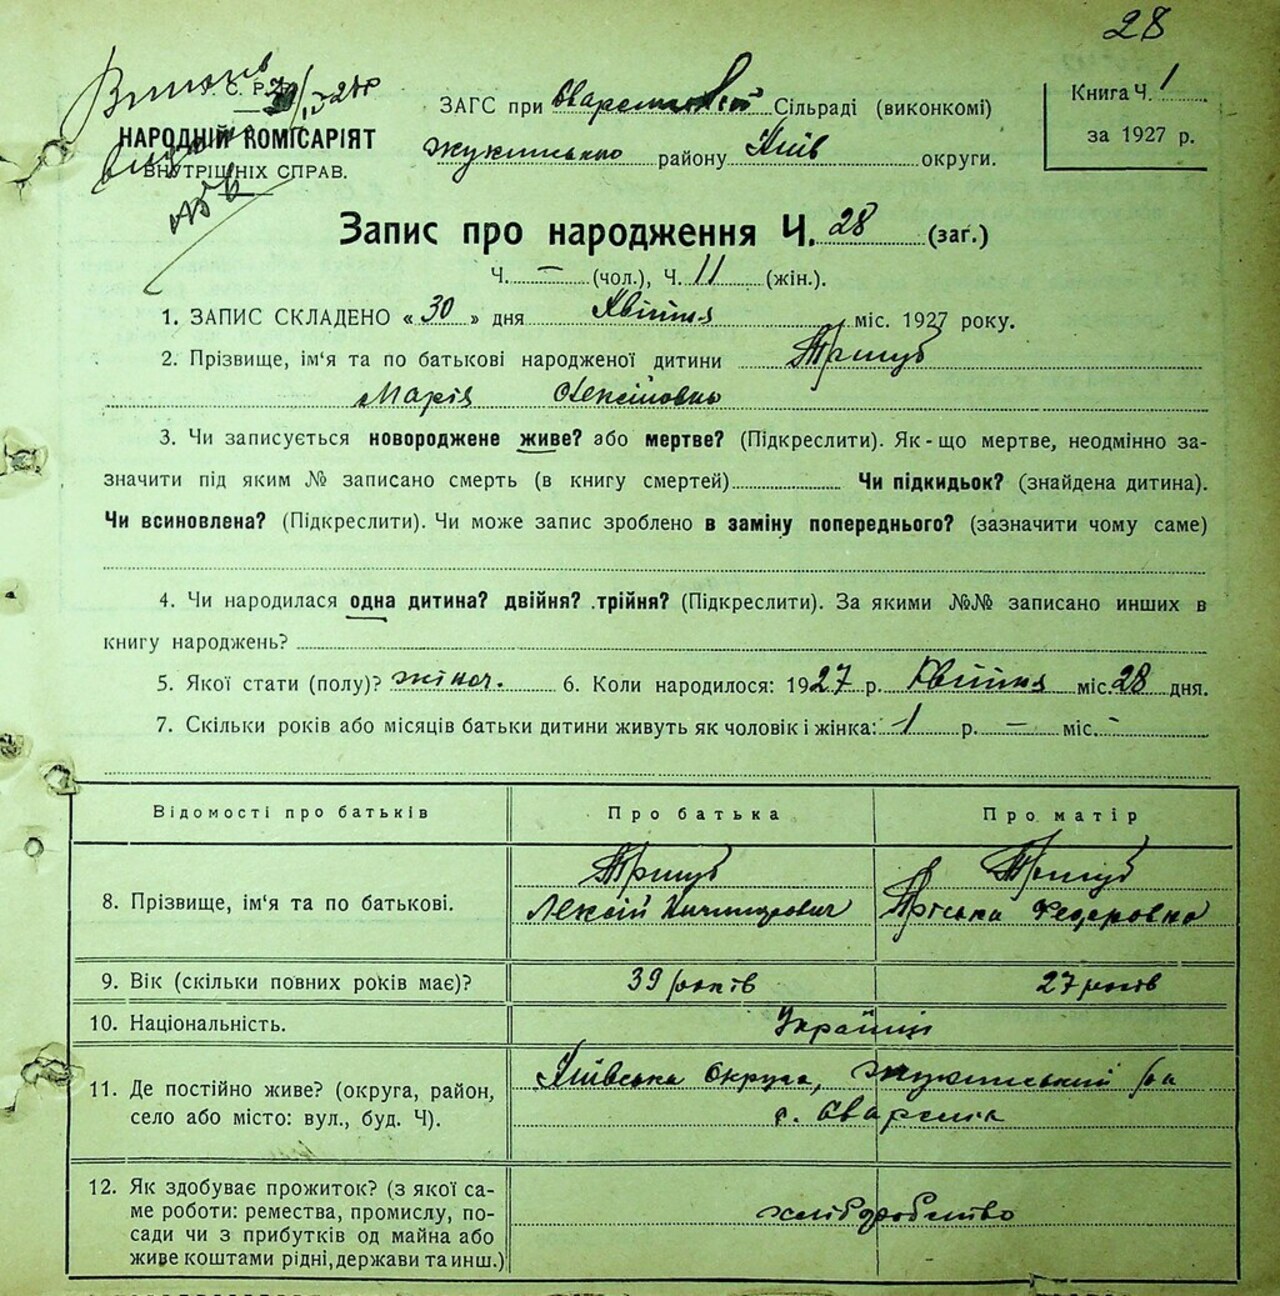 28
У. С. Р. Р.
НАРОДНІЙ КОМІСАРІЯТ
ВНУТРІШНІХ СПРАВ.
ЗАГС при Сваромській Сільраді (виконкомі)
Жукинського району Київ округи.
Книга Ч. 1
за 1927 р.
Запис про народження Ч. 28 (заг.)
Ч. — (чол.), Ч. 11 (жін.).
1. ЗАПИС СКЛАДЕНО « 30 » дня Квітня міс. 1927 року.
2. Прізвище, ім'я та по батькові народженої дитини Тригуб
Марія Олексіївна
3. Чи записується новороджене живе? або мертве? (Підкреслити). Як-що мертве, неодмінно за-
значити під яким № записано смерть (в книгу смертей) Чи підкидьок? (знайдена дитина).
Чи всиновлена? (Підкреслити). Чи може запис зроблено в заміну попереднього? (зазначити чому саме)
4. Чи народилася одна дитина? двійня? трійня? (Підкреслити). За якими №№ записано инших в
книгу народжень?
5. Якої стати (полу)? жіноч. 6. Коли народилося: 1927 р. Квітня міс. 28 дня.
7. Скільки років або місяців батьки дитини живуть як чоловік і жінка: 1 р. — міс. -
Відомості про батьків Про батька Про матір
8. Прізвище, ім'я та по батькові. Тригуб Тригуб
Лексій Федоровна
9. Вік (скільки повних років має)? 39 років 27 років
10. Національність. Українці
11. Де постійно живе? (округа, район,
село або місто: вул., буд. Ч).
Київська округа, Жукинський р-н
с. Сваромля
12. Як здобуває прожиток? (з якої са-
ме роботи: ремества, промислу, по-
сади чи з прибутків од майна або
живе коштами рідні, держави та инш.)
хліборобство